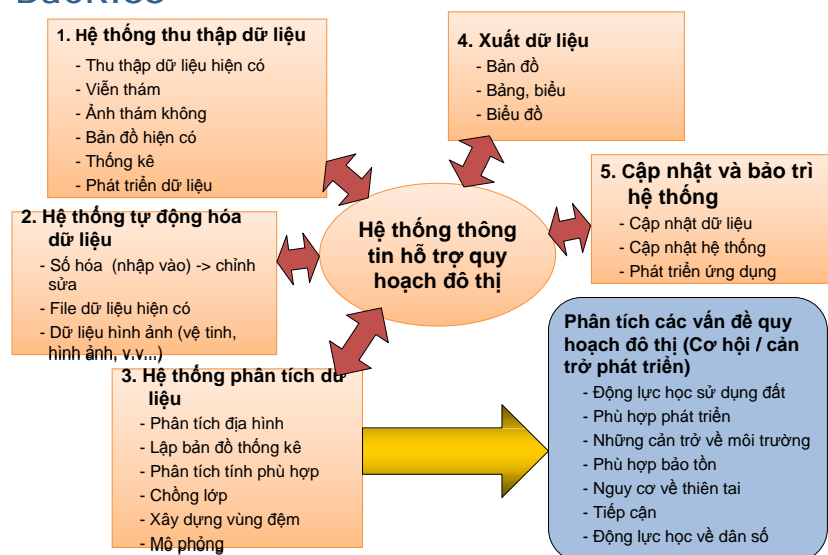 1. Hệ thống thu thập dữ liệu
- Thu thập dữ liệu hiện có
- Viễn thám
- Ảnh thám không
- Bản đồ hiện có
- Thống kê
- Phát triển dữ liệu
2. Hệ thống tự động hóa
dữ liệu
- Số hóa (nhập vào) -> chỉnh
sửa
- File dữ liệu hiện có
- Dữ liệu hình ảnh (vệ tinh,
hình ảnh, v.v...)
3. Hệ thống phân tích dữ
liệu
- Phân tích địa hình
- Lập bản đồ thống kê
- Phân tích tính phù hợp
- Chồng lớp
- Xây dựng vùng đệm
- Mô phỏng
Hệ thống thông
tin hỗ trợ quy
hoạch đô thị
4. Xuất dữ liệu
- Bản đồ
- Bảng, biểu
- Biểu đồ
5. Cập nhật và bảo trì
hệ thống
- Cập nhật dữ liệu
- Cập nhật hệ thống
- Phát triển ứng dụng
Phân tích các vấn đề quy
hoạch đô thị (Cơ hội / cản
trở phát triển)
- Động lực học sử dụng đất
- Phù hợp phát triển
- Những cản trở về môi trường
- Phù hợp bảo tồn
- Nguy cơ về thiên tai
- Tiếp cận
- Động lực học về dân số